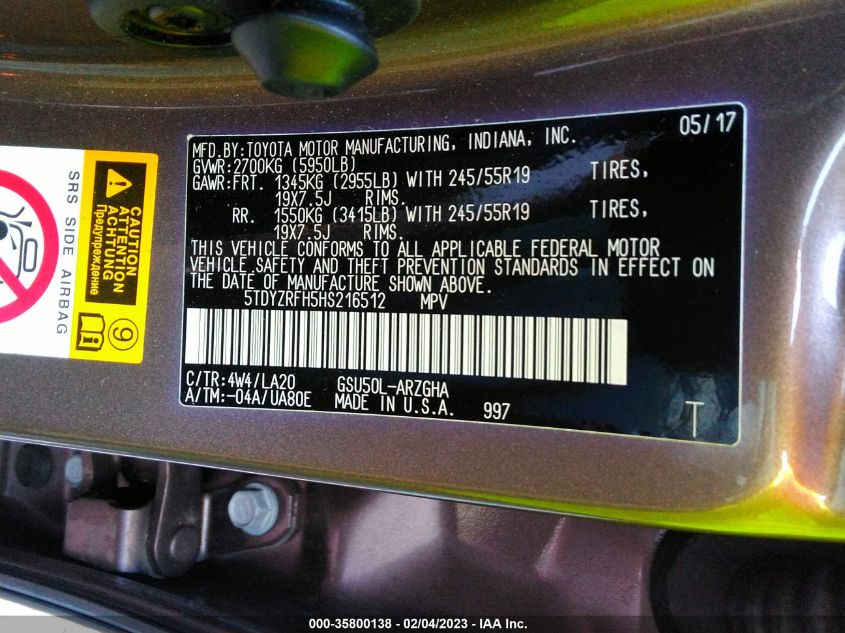 CAUTION
ATTENTION
ACHTUNG
Предупреждение
SRS SIDE AIRBAG
9
05/17
MFD.BY:TOYOTA MOTOR MANUFACTURING, INDIANA, INC.
GVWR:2700KG (5950LB)
GAWR:FRT. 1345KG (2955LB) WITH 245/55R19 TIRES,
19X7.5J RIMS.
RR. 1550KG (3415LB) WITH 245/55R19 TIRES,
19X7.5J RIMS.
THIS VEHICLE CONFORMS TO ALL APPLICABLE FEDERAL MOTOR
VEHICLE SAFETY AND THEFT PREVENTION STANDARDS IN EFFECT ON
THE DATE OF MANUFACTURE SHOWN ABOVE.
5TDYZRFH5HS216512 MPV
C/TR:4W4/LA20 GSU50L-ARZGHA
A/TM:-04A/UA80E MADE IN U.S.A. 997
T
000-35800138 - 02/04/2023 - IAA Inc.